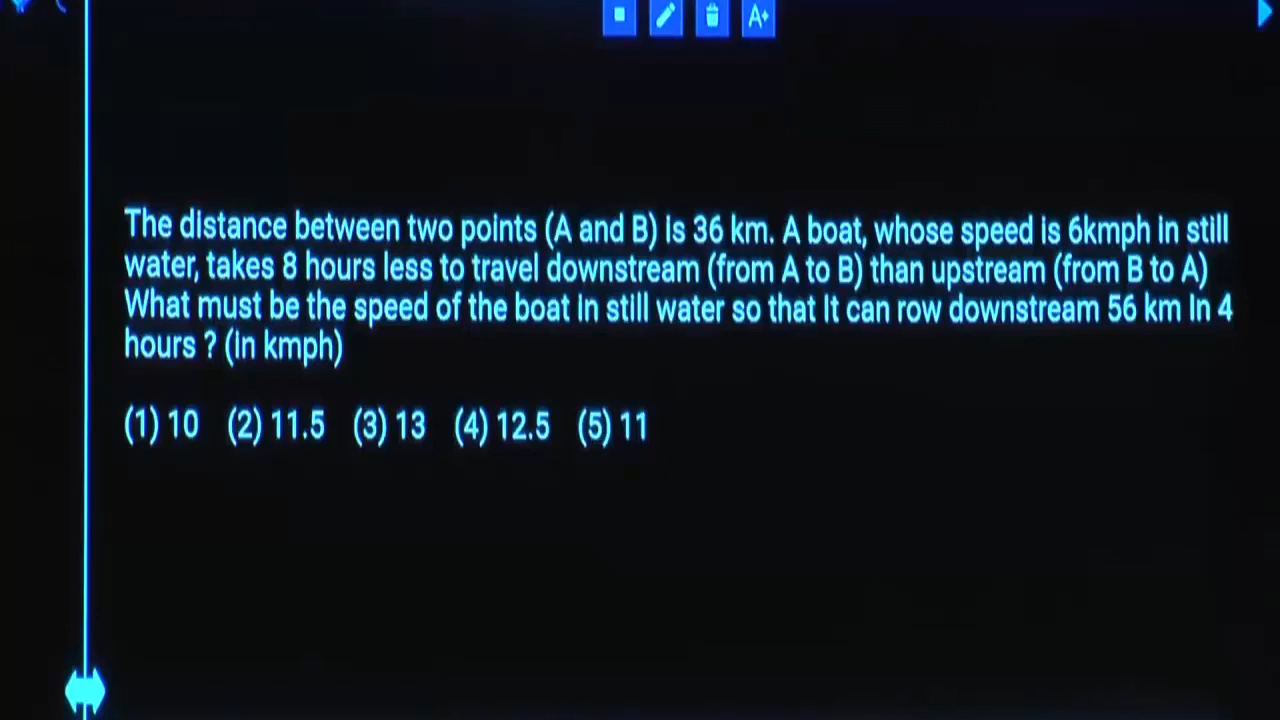 A+
The distance between two points (A and B) is 36 km. A boat, whose speed is 6kmph in still
water, takes 8 hours less to travel downstream (from A to B) than upstream (from B to A)
What must be the speed of the boat in still water so that it can row downstream 56 km in 4
hours ? (in kmph)
(1) 10 (2) 11.5 (3) 13 (4) 12.5 (5) 11